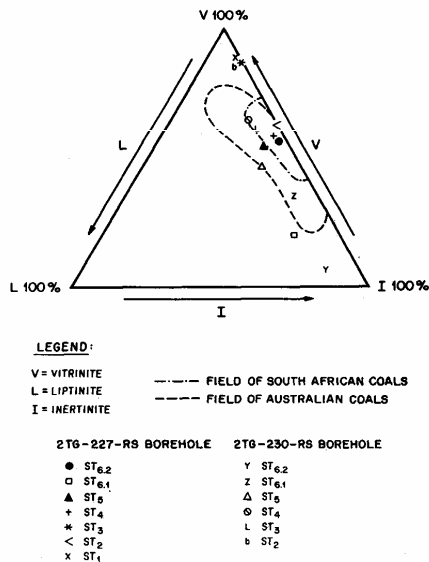 V 100%
x
*
b
<
+
L
V
L
Z
Y
L 100%
I 100%
I
LEGEND:
V = VITRINITE
L = LIPTINITE
I = INERTINITE
FIELD OF SOUTH AFRICAN COALS
FIELD OF AUSTRALIAN COALS
2TG-227-RS BOREHOLE
● ST6.2
□ ST6.1
▲ ST5
+ ST4
* ST3
< ST2
x ST1
2TG-230-RS BOREHOLE
Y ST6.2
Z ST6.1
△ ST5
⊘ ST4
L ST3
b ST2